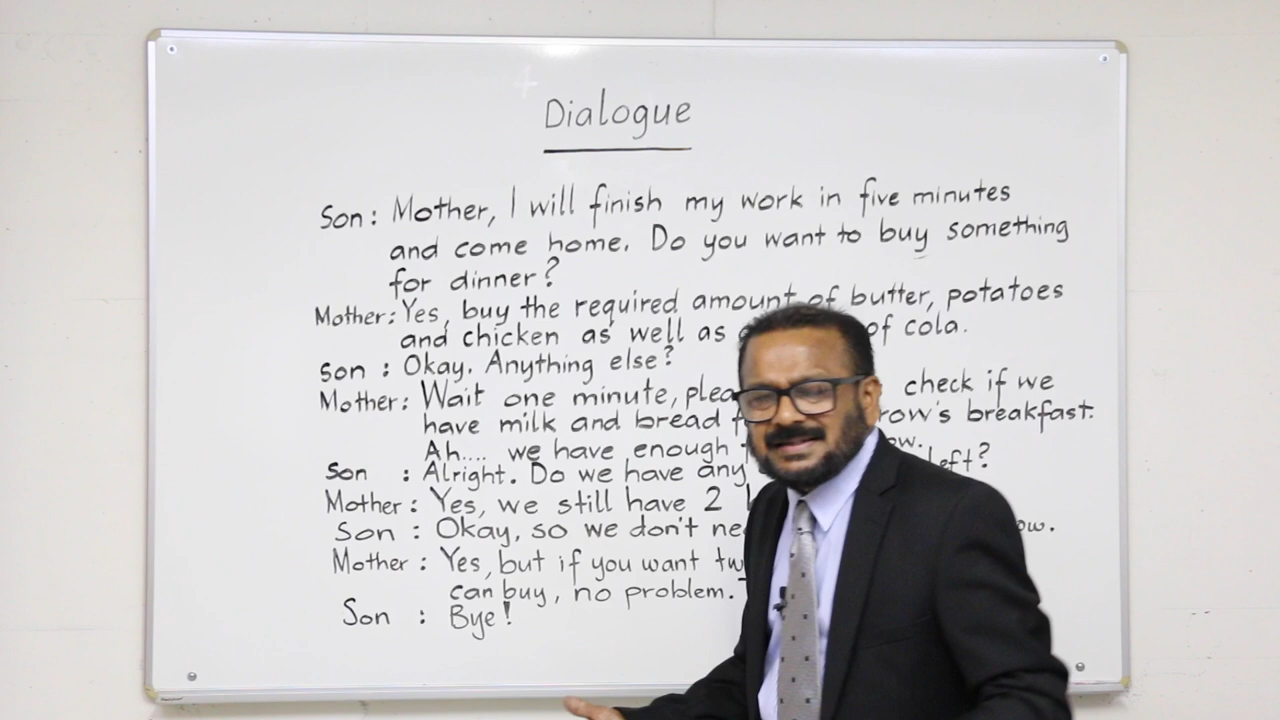 Dialogue
Son: Mother, I will finish my work in five minutes
and come home. Do you want to buy something
for dinner?
Mother: Yes, buy the required amount of butter, potatoes
and chicken as well as of cola.
Son : Okay. Anything else?
Mother: Wait one minute, check if we
have milk and bread breakfast.
Ah.... we have enough
Son : Alright. Do we have any left?
Mother: Yes, we still have 2
Son : Okay, so we don't
Mother: Yes, but if you want
can buy, no problem.
Son : Bye!